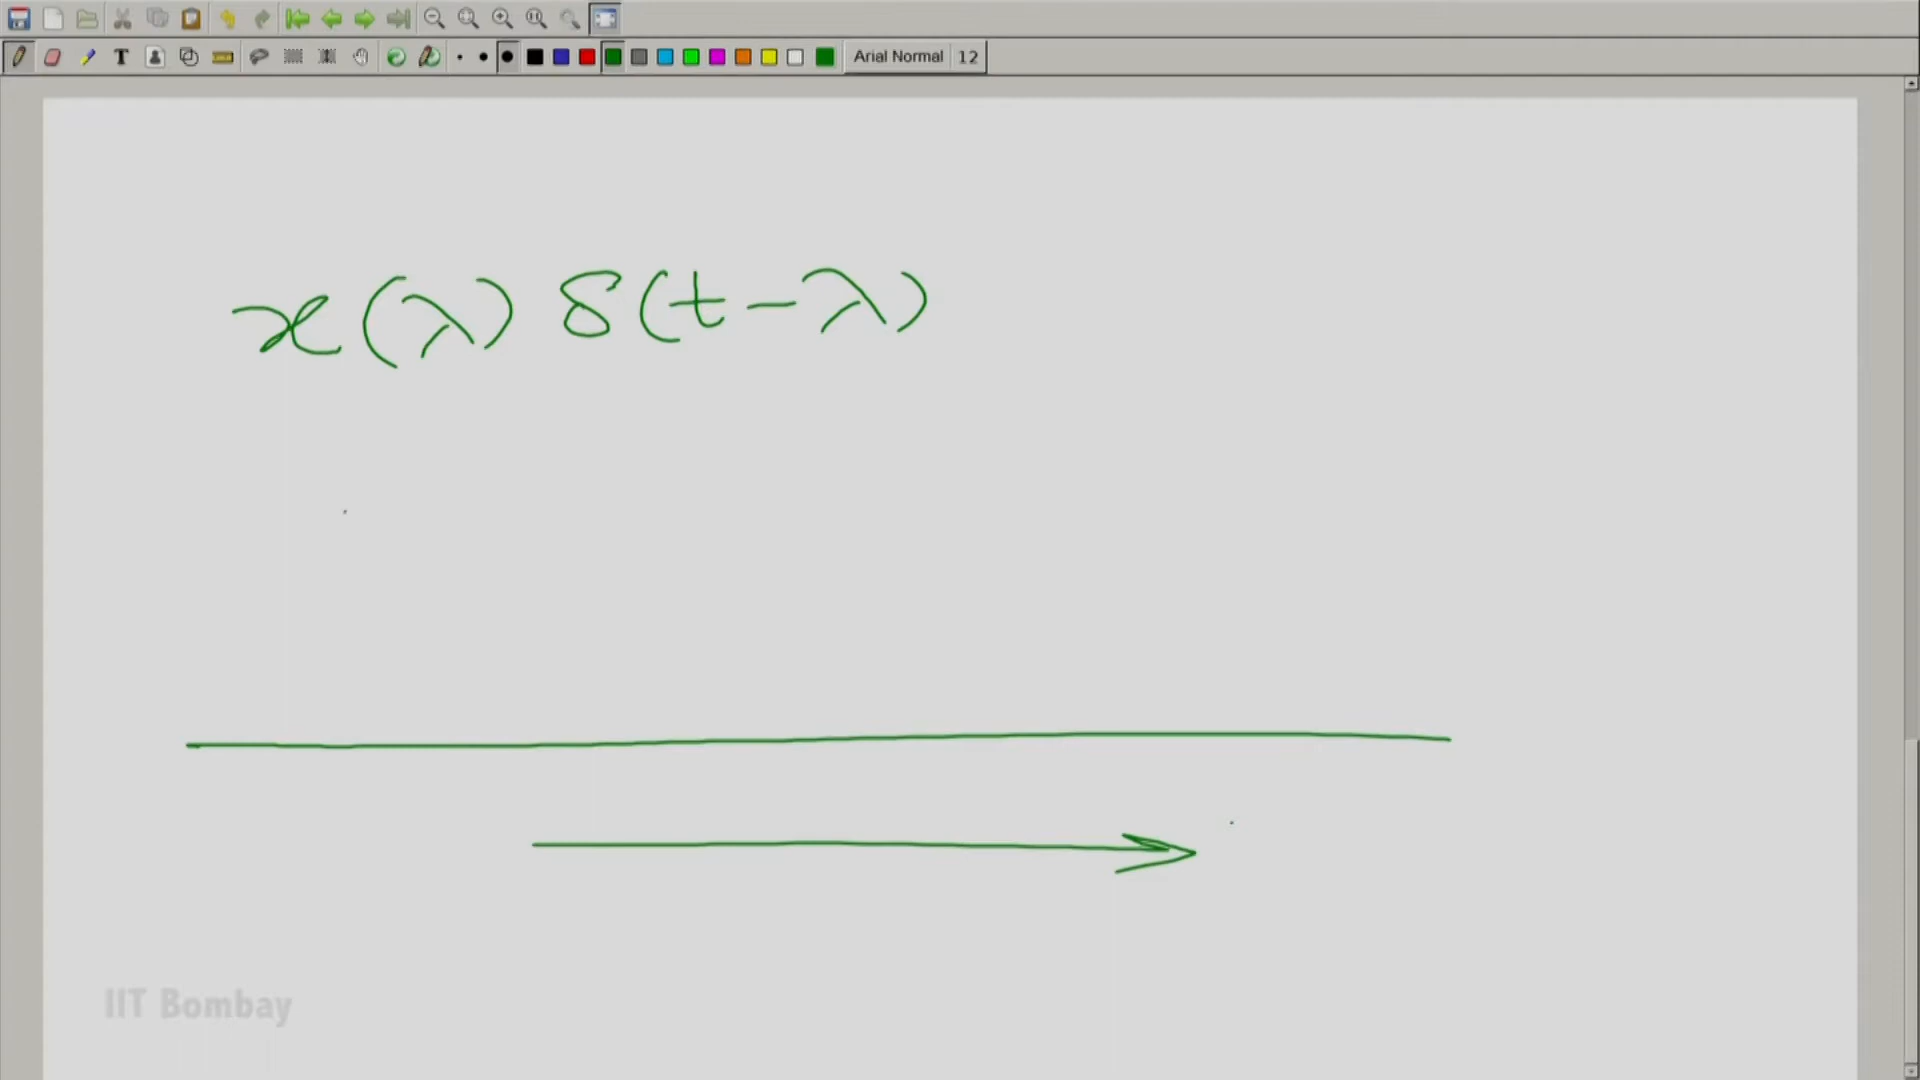 T
Arial Normal 12
x(λ) δ(t-λ)
IIT Bombay